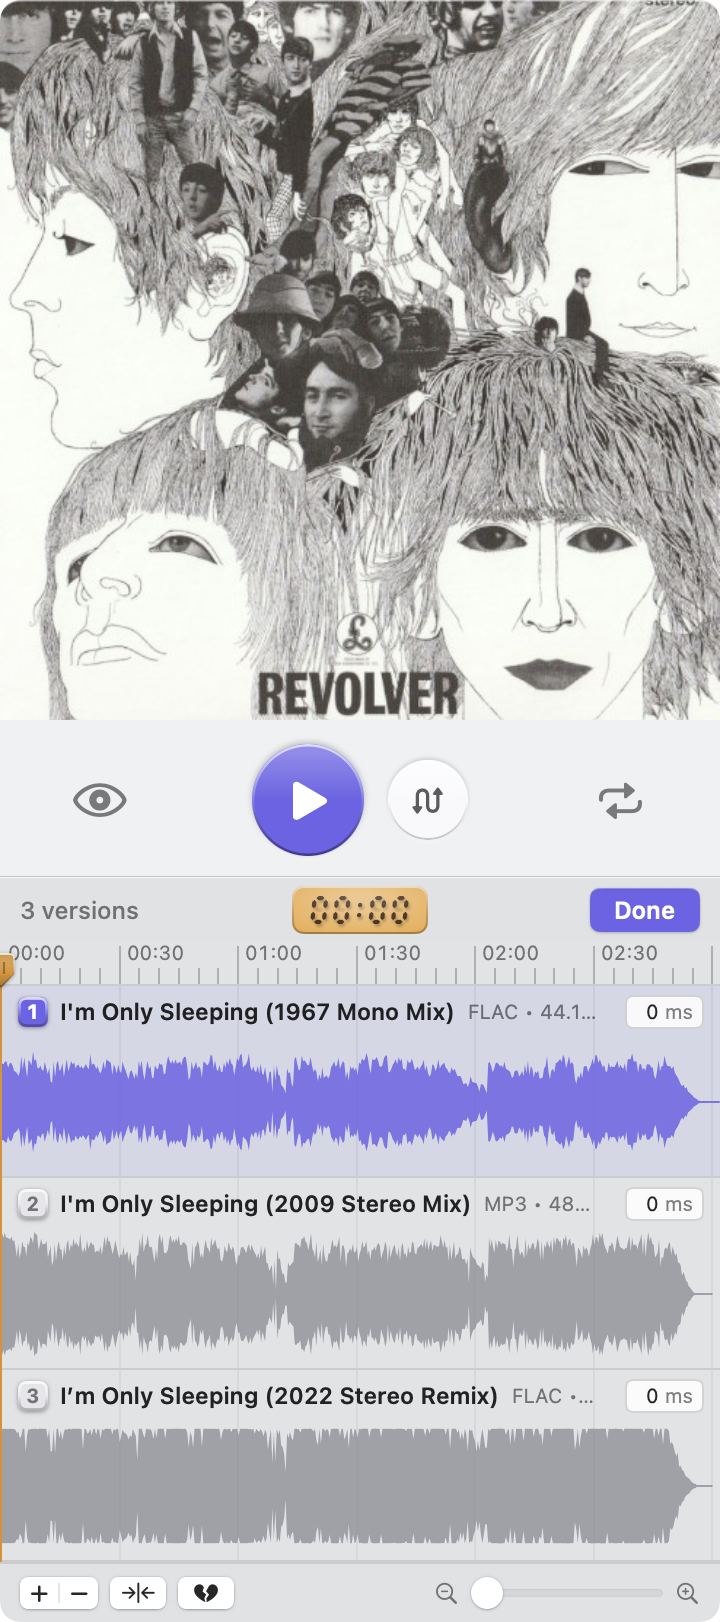 stereo
REVOLVER
3 versions
00:00
Done
00:00 00:30 01:00 01:30 02:00 02:30
1 I'm Only Sleeping (1967 Mono Mix) FLAC • 44.1... 0 ms
2 I'm Only Sleeping (2009 Stereo Mix) MP3 • 48... 0 ms
3 I’m Only Sleeping (2022 Stereo Remix) FLAC •... 0 ms